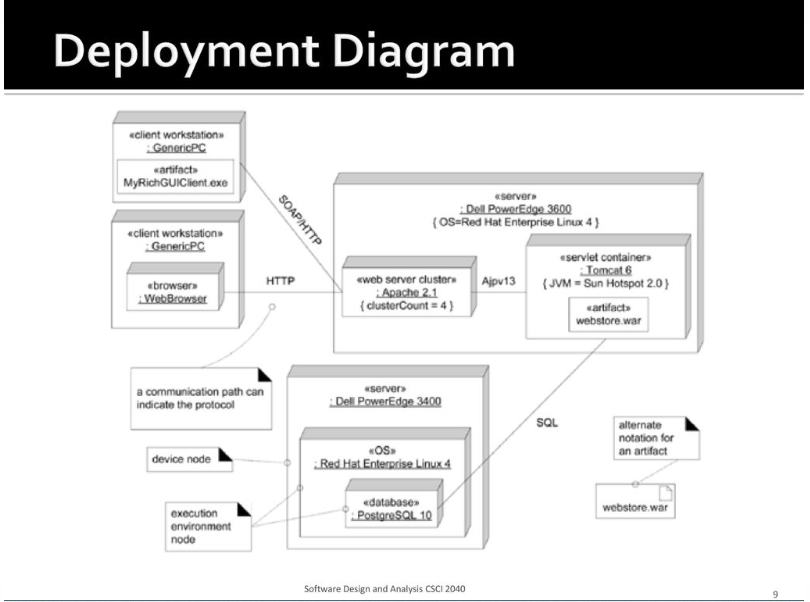 Deployment Diagram
«client workstation»
: GenericPC
«artifact»
MyRichGUIClient.exe
«client workstation»
: GenericPC
«browser»
: WebBrowser
SOAP/HTTP
HTTP
«server»
: Dell PowerEdge 3600
{ OS=Red Hat Enterprise Linux 4 }
«web server cluster»
: Apache 2.1
{ clusterCount = 4 }
Ajpv13
«servlet container»
: Tomcat 6
{ JVM = Sun Hotspot 2.0 }
«artifact»
webstore.war
a communication path can
indicate the protocol
«server»
: Dell PowerEdge 3400
«OS»
: Red Hat Enterprise Linux 4
«database»
: PostgreSQL 10
SQL
device node
execution
environment
node
alternate
notation for
an artifact
webstore.war
Software Design and Analysis CSCI 2040
9